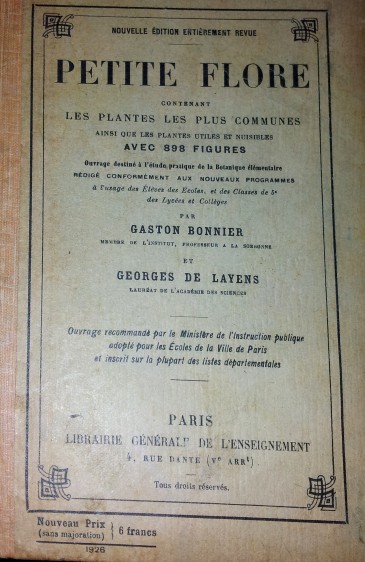 NOUVELLE ÉDITION ENTIÈREMENT REVUE
PETITE FLORE
CONTENANT
LES PLANTES LES PLUS COMMUNES
AINSI QUE LES PLANTES UTILES ET NUISIBLES
AVEC 898 FIGURES
Ouvrage destiné à l'étude pratique de la Botanique élémentaire
RÉDIGÉ CONFORMÉMENT AUX NOUVEAUX PROGRAMMES
à l'usage des Élèves des Écoles, et des Classes de 5e
des Lycées et Collèges
PAR
GASTON BONNIER
MEMBRE DE L'INSTITUT, PROFESSEUR A LA SORBONNE
ET
GEORGES DE LAYENS
LAURÉAT DE L'ACADÉMIE DES SCIENCES
Ouvrage recommandé par le Ministère de l'Instruction publique
adopté pour les Écoles de la Ville de Paris
et inscrit sur la plupart des listes départementales
PARIS
LIBRAIRIE GÉNÉRALE DE L'ENSEIGNEMENT
4, RUE DANTE (Ve ARRt)
Tous droits réservés.
Nouveau Prix
(sans majoration)
6 francs
1926